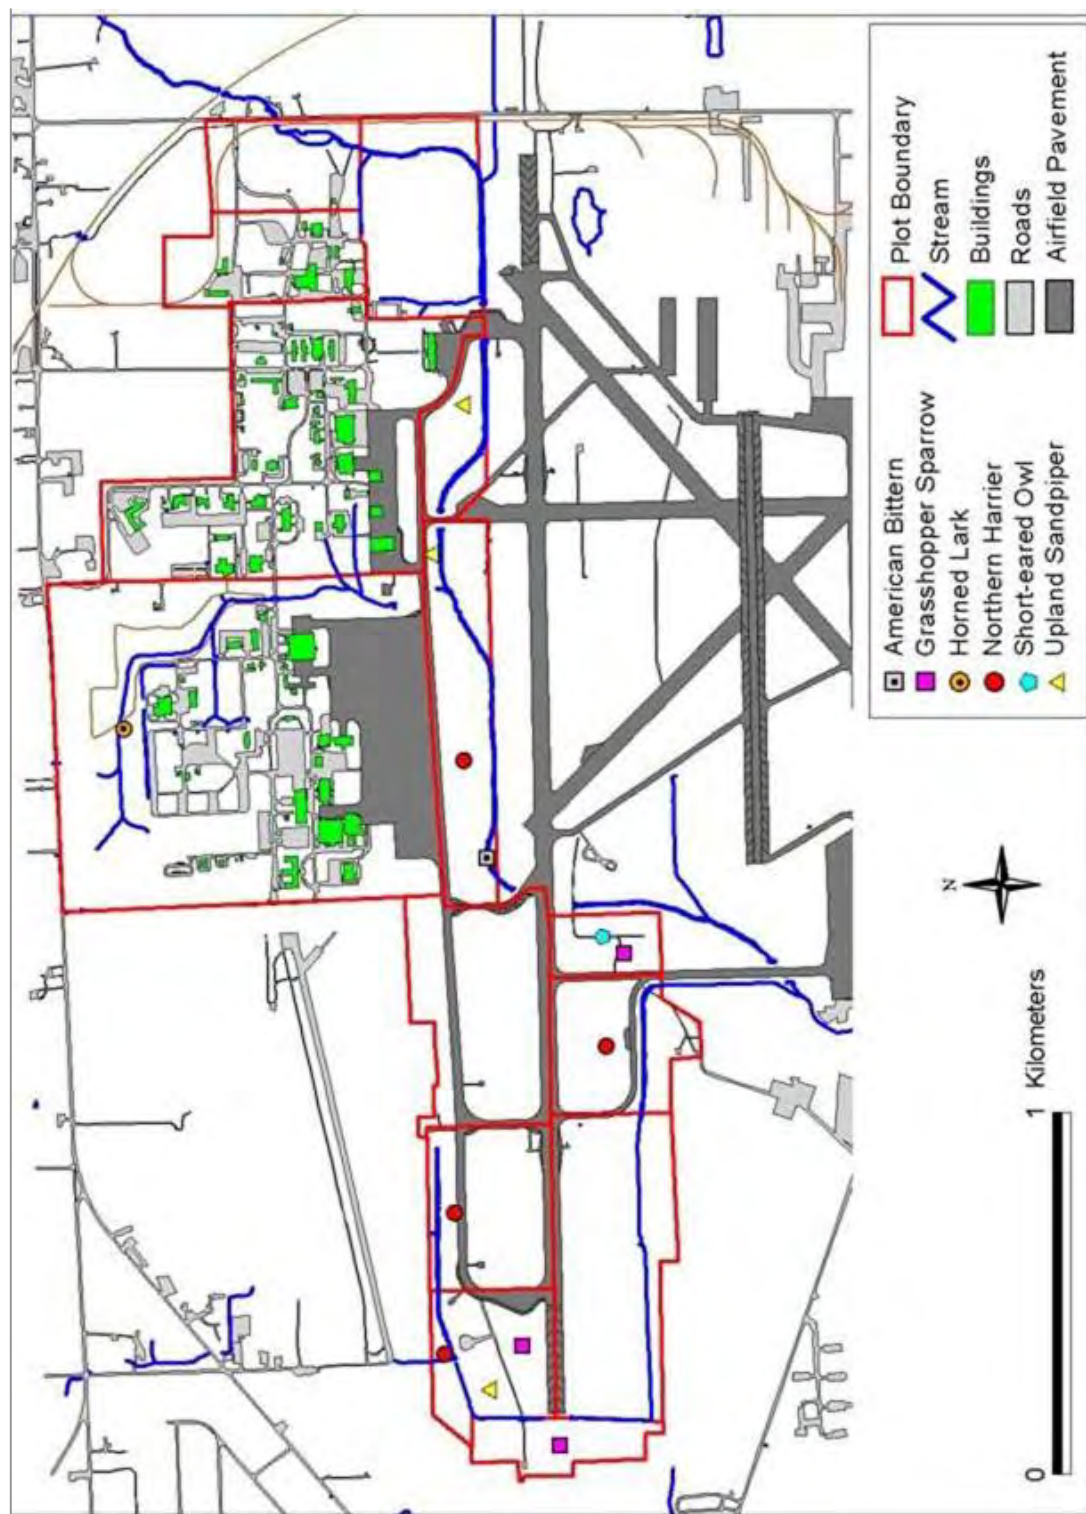 American Bittern
Grasshopper Sparrow
Horned Lark
Northern Harrier
Short-eared Owl
Upland Sandpiper
Plot Boundary
Stream
Buildings
Roads
Airfield Pavement
N
0
1 Kilometers